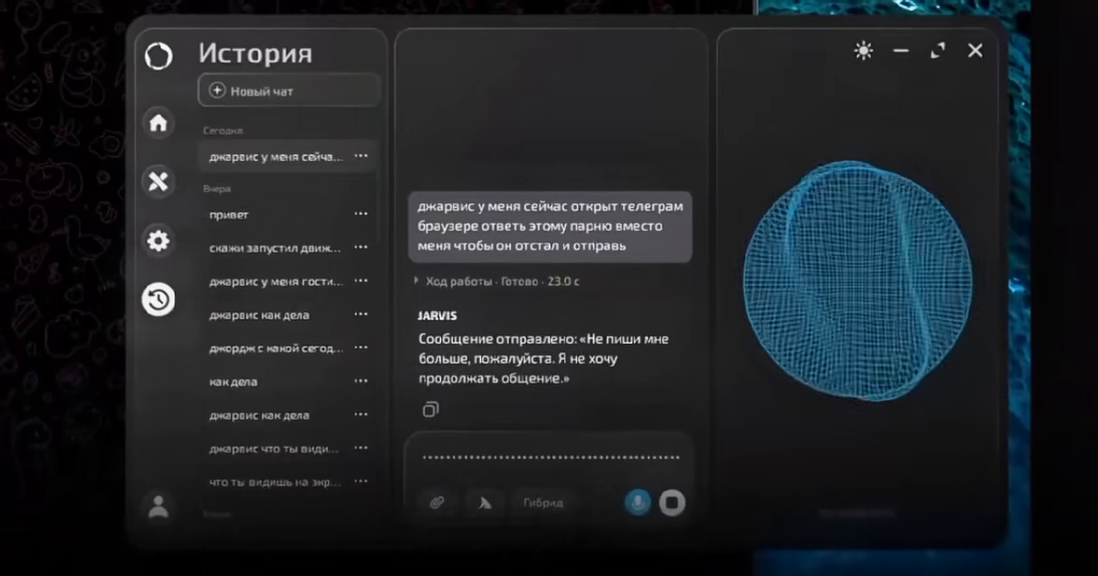 История
Новый чат
Сегодня
джарвис у меня сейча...
Вчера
привет
скажи запустил движ...
джарвис у меня гости...
джарвис как дела
джордж с какой сегод...
как дела
джарвис как дела
джарвис что ты види...
что ты видишь на экр...
джарвис у меня сейчас открыт телеграм
браузере ответь этому парню вместо
меня чтобы он отстал и отправь
Ход работы · Готово · 23.0 с
JARVIS
Сообщение отправлено: «Не пиши мне
больше, пожалуйста. Я не хочу
продолжать общение.»
Гибрид